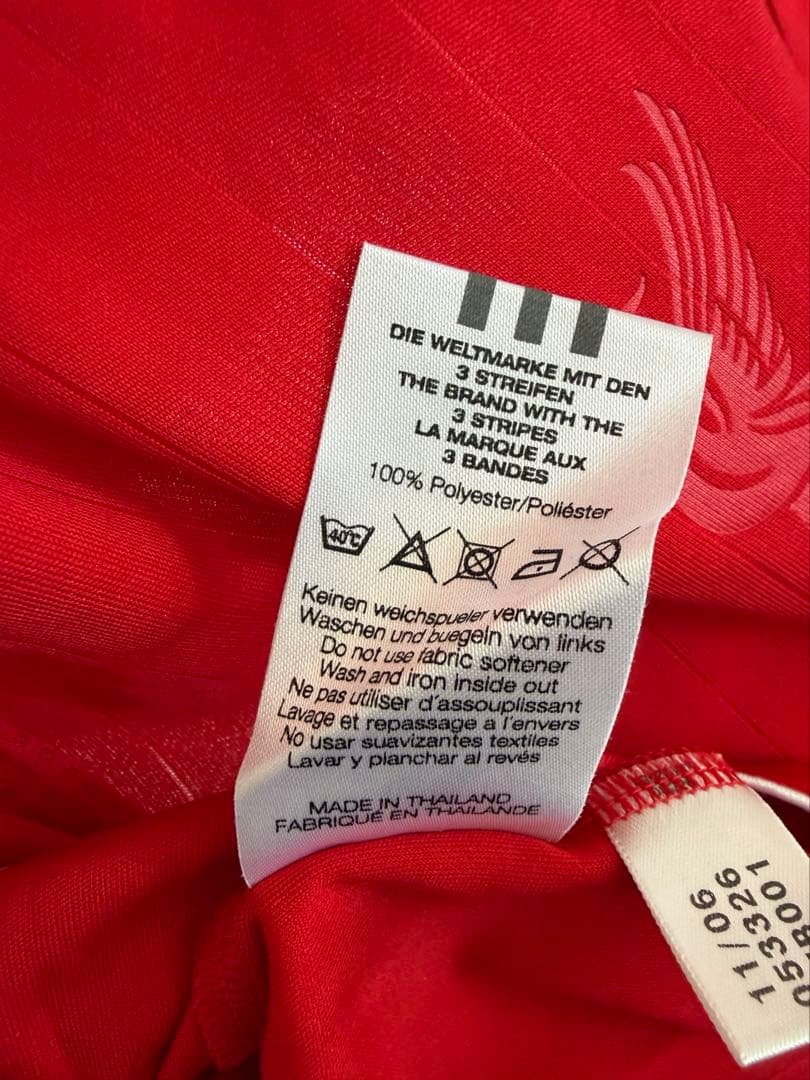 DIE WELTMARKE MIT DEN
3 STREIFEN
THE BRAND WITH THE
3 STRIPES
LA MARQUE AUX
3 BANDES
100% Polyester/Poliéster
40°C
Keinen weichspueler verwenden
Waschen und buegeln von links
Do not use fabric softener
Wash and iron inside out
Ne pas utiliser d'assouplissant
Lavage et repassage a l'envers
No usar suavizantes textiles
Lavar y planchar al revés
MADE IN THAILAND
FABRIQUE EN THAILANDE
11/06
053326